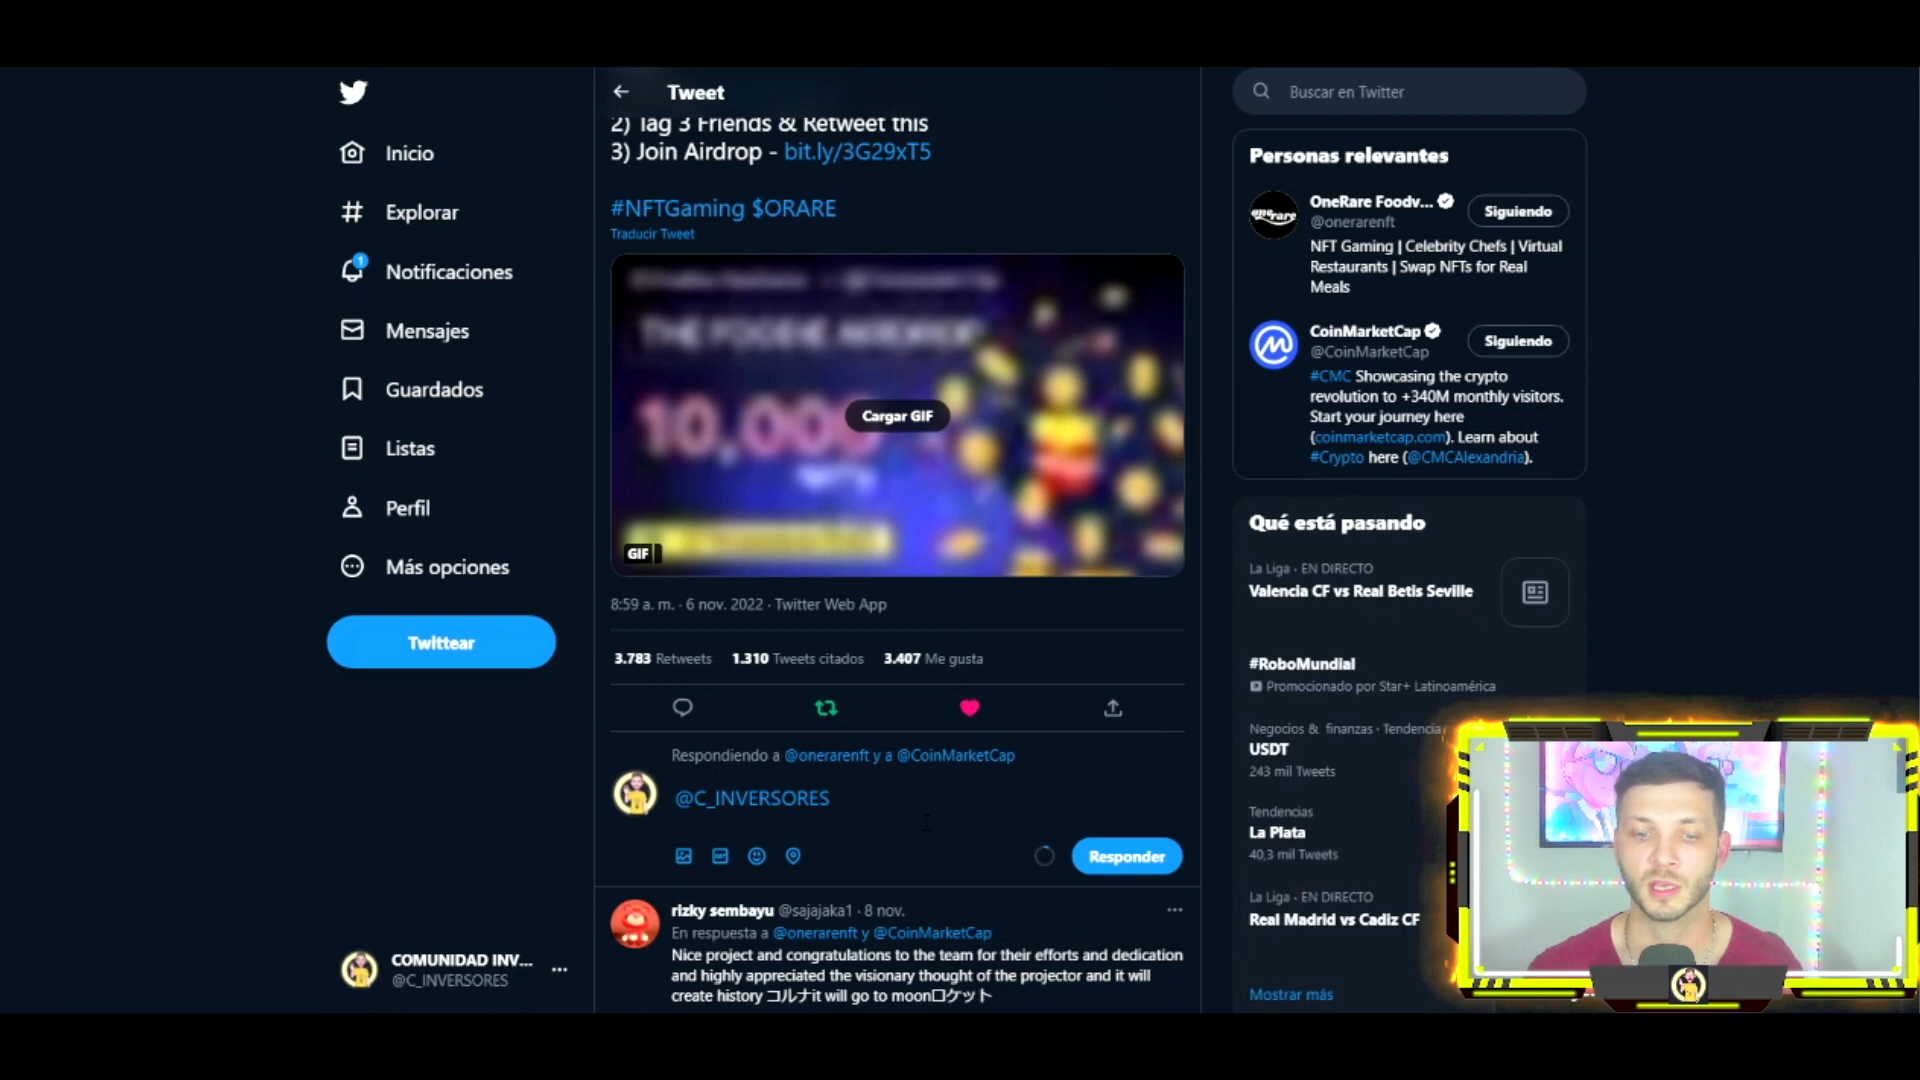 Inicio
Explorar
1
Notificaciones
Mensajes
Guardados
Listas
Perfil
Más opciones
Twittear
COMUNIDAD INV...
@C_INVERSORES
Tweet
2) Tag 3 Friends & Retweet this
3) Join Airdrop - bit.ly/3G29xT5
#NFTGaming $ORARE
Traducir Tweet
THE FOODIE AIRDROP
10,000
Cargar GIF
GIF
8:59 a. m. · 6 nov. 2022 · Twitter Web App
3.783 Retweets 1.310 Tweets citados 3.407 Me gusta
Respondiendo a @onerarenft y a @CoinMarketCap
@C_INVERSORES
GIF
Responder
rizky sembayu @sajajaka1 · 8 nov.
En respuesta a @onerarenft y @CoinMarketCap
Nice project and congratulations to the team for their efforts and dedication
and highly appreciated the visionary thought of the projector and it will
create history コルナit will go to moonロケット
Buscar en Twitter
Personas relevantes
onerare
OneRare Foodv...
@onerarenft
Siguiendo
NFT Gaming | Celebrity Chefs | Virtual
Restaurants | Swap NFTs for Real
Meals
CoinMarketCap
@CoinMarketCap
Siguiendo
#CMC Showcasing the crypto
revolution to +340M monthly visitors.
Start your journey here
(coinmarketcap.com). Learn about
#Crypto here (@CMCAlexandria).
Qué está pasando
La Liga · EN DIRECTO
Valencia CF vs Real Betis Seville
#RoboMundial
Promocionado por Star+ Latinoamérica
Negocios & finanzas · Tendencia
USDT
243 mil Tweets
Tendencias
La Plata
40,3 mil Tweets
La Liga · EN DIRECTO
Real Madrid vs Cadiz CF
Mostrar más